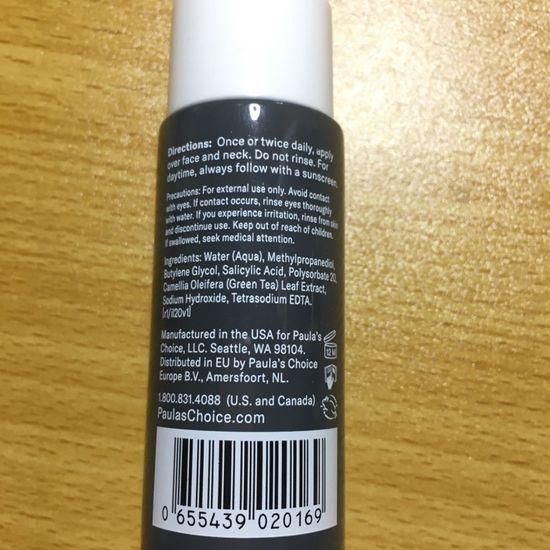 Directions: Once or twice daily, apply
over face and neck. Do not rinse. For
daytime, always follow with a sunscreen.
Precautions: For external use only. Avoid contact
with eyes. If contact occurs, rinse eyes thoroughly
with water. If you experience irritation, rinse from skin
and discontinue use. Keep out of reach of children.
If swallowed, seek medical attention.
Ingredients: Water (Aqua), Methylpropanediol,
Butylene Glycol, Salicylic Acid, Polysorbate 20,
Camellia Oleifera (Green Tea) Leaf Extract,
Sodium Hydroxide, Tetrasodium EDTA.
[r1/il20v1]
Manufactured in the USA for Paula's
Choice, LLC. Seattle, WA 98104.
Distributed in EU by Paula's Choice
Europe B.V., Amersfoort, NL.
12 M
1.800.831.4088 (U.S. and Canada)
PaulasChoice.com
0 655439 020169